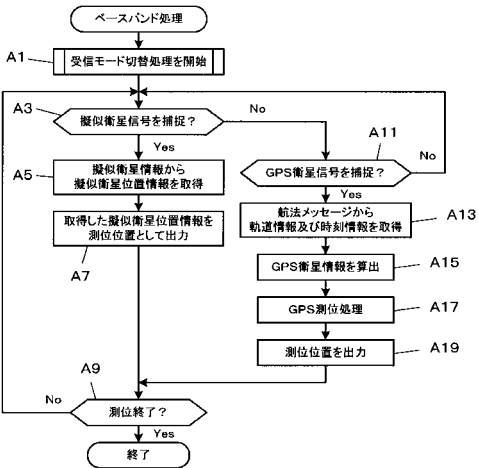 ベースバンド処理
A1
受信モード切替処理を開始
A3
擬似衛星信号を捕捉？
No
Yes
A11
GPS衛星信号を捕捉？
No
Yes
A5
擬似衛星情報から
擬似衛星位置情報を取得
航法メッセージから
軌道情報及び時刻情報を取得
A13
取得した擬似衛星位置情報を
測位位置として出力
A7
GPS衛星情報を算出
A15
GPS測位処理
A17
測位位置を出力
A19
A9
測位終了？
No
Yes
終了